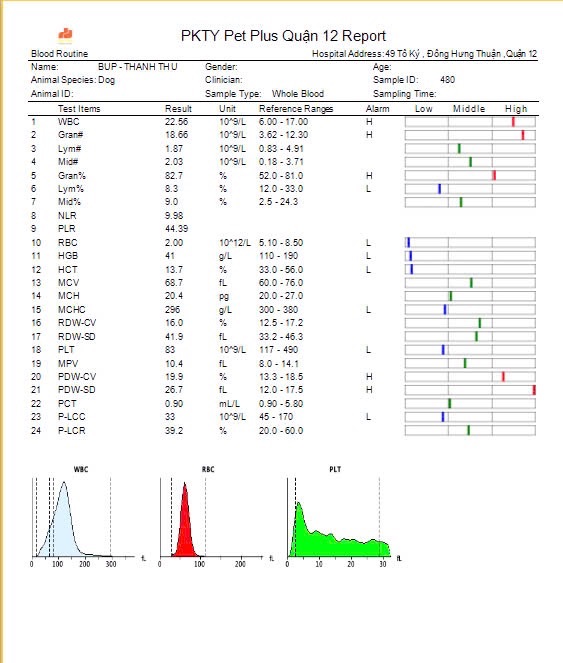 PKTY Pet Plus Quận 12 Report
Blood Routine Hospital Address: 49 Tô Ký , Đông Hưng Thuận ,Quận 12
Name: BUP - THANH THU Gender: Age:
Animal Species: Dog Clinician: Sample ID: 480
Animal ID: Sample Type: Whole Blood Sampling Time:
Test Items Result Unit Reference Ranges Alarm Low Middle High
1 WBC 22.56 10^9/L 6.00 - 17.00 H
2 Gran# 18.66 10^9/L 3.62 - 12.30 H
3 Lym# 1.87 10^9/L 0.83 - 4.91
4 Mid# 2.03 10^9/L 0.18 - 3.71
5 Gran% 82.7 % 52.0 - 81.0 H
6 Lym% 8.3 % 12.0 - 33.0 L
7 Mid% 9.0 % 2.5 - 24.3
8 NLR 9.98
9 PLR 44.39
10 RBC 2.00 10^12/L 5.10 - 8.50 L
11 HGB 41 g/L 110 - 190 L
12 HCT 13.7 % 33.0 - 56.0 L
13 MCV 68.7 fL 60.0 - 76.0
14 MCH 20.4 pg 20.0 - 27.0
15 MCHC 296 g/L 300 - 380 L
16 RDW-CV 16.0 % 12.5 - 17.2
17 RDW-SD 41.9 fL 33.2 - 46.3
18 PLT 83 10^9/L 117 - 490 L
19 MPV 10.4 fL 8.0 - 14.1
20 PDW-CV 19.9 % 13.3 - 18.5 H
21 PDW-SD 26.7 fL 12.0 - 17.5 H
22 PCT 0.90 mL/L 0.90 - 5.80
23 P-LCC 33 10^9/L 45 - 170 L
24 P-LCR 39.2 % 20.0 - 60.0
WBC RBC PLT
0 100 200 300 fL 0 100 200 fL 0 10 20 30 fL